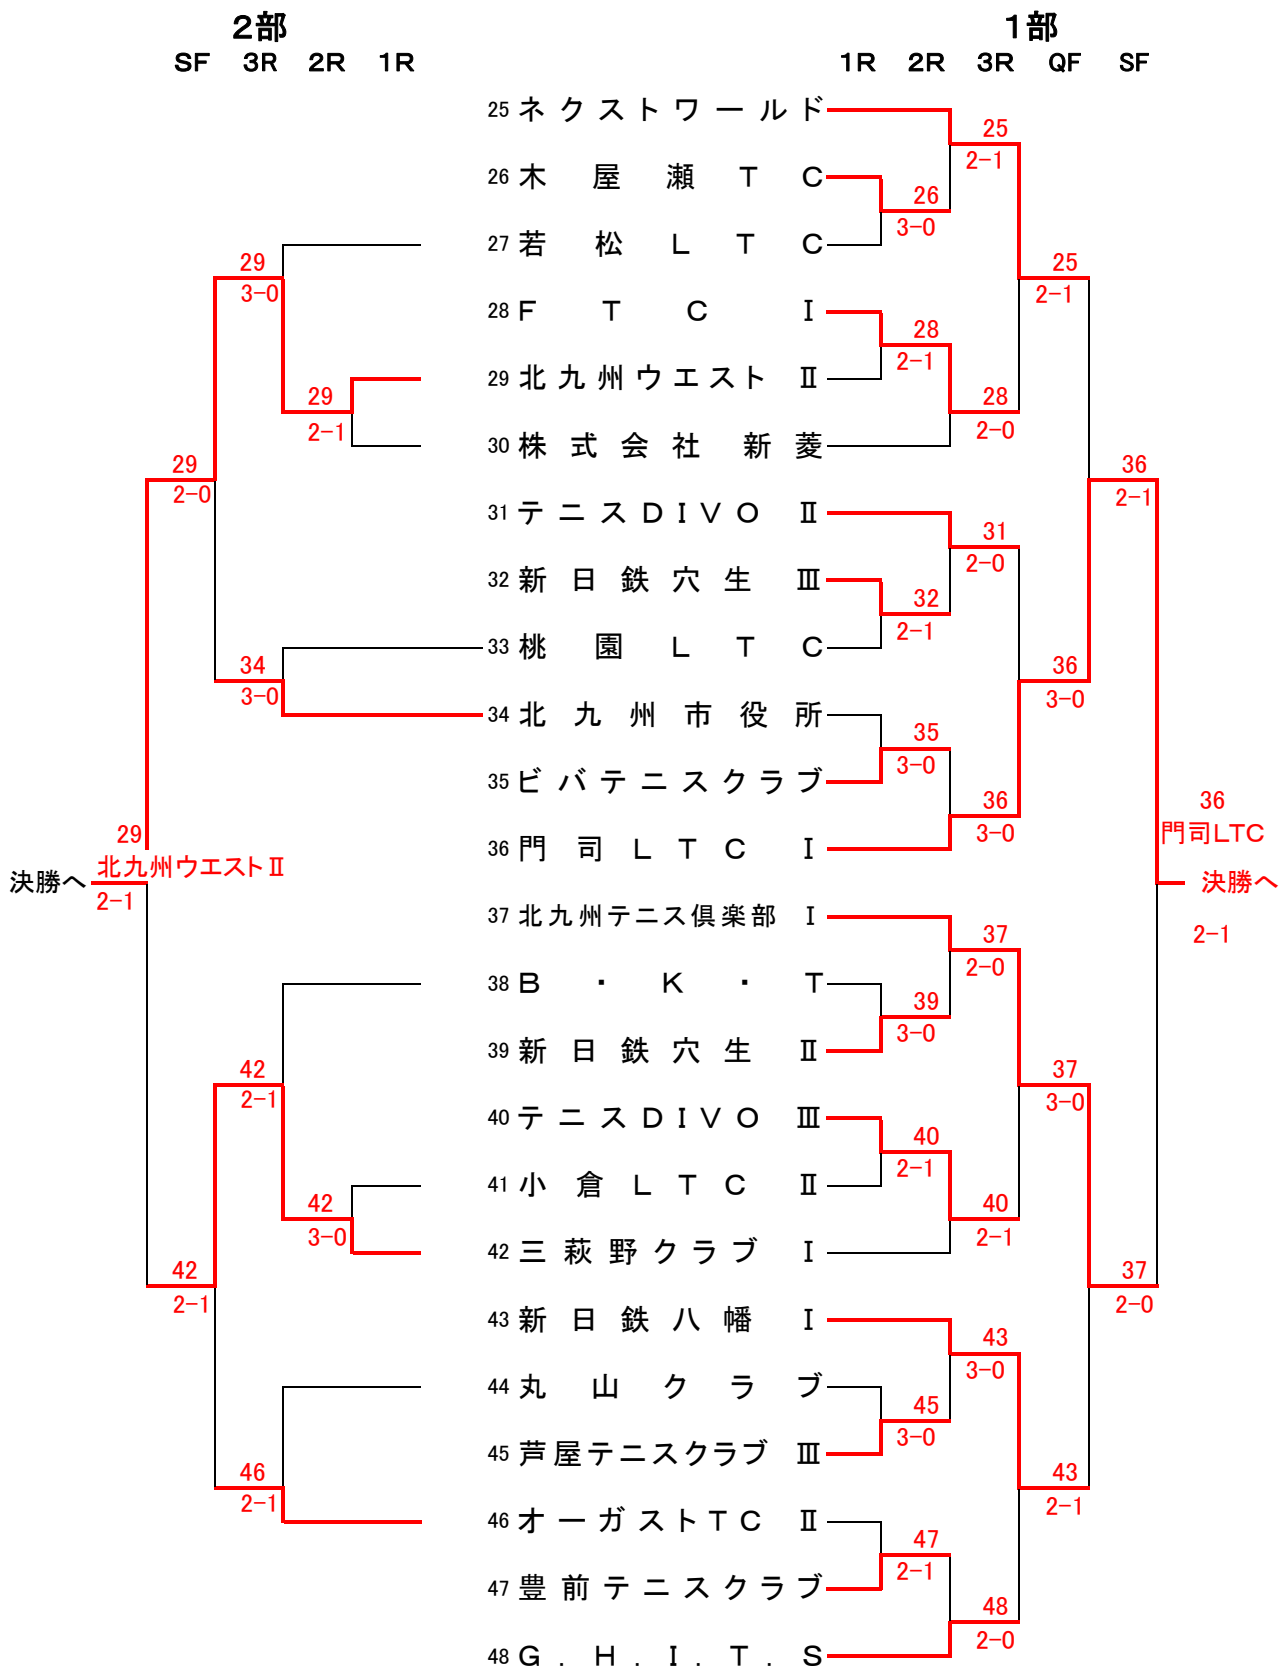 ２部 １部
SF 3R 2R 1R 1R 2R 3R QF SF
25 ネクストワールド 25
2-1
26 木屋瀬ＴＣ 26
3-0
27 若松ＬＴＣ
29 25
3-0 2-1
28 ＦＴＣ Ⅰ 28
2-1
29 北九州ウエスト Ⅱ
29 28
2-1 2-0
30 株式会社 新菱
29 36
2-0 2-1
31 テニスＤＩＶＯ Ⅱ 31
2-0
32 新日鉄穴生 Ⅲ 32
2-1
33 桃園ＬＴＣ
34 36
3-0 3-0
34 北九州市役所 35
3-0
35 ビバテニスクラブ
36 36
3-0
29 門司LTC
36 門司ＬＴＣ Ⅰ
北九州ウエストⅡ
決勝へ 決勝へ
2-1 2-1
37 北九州テニス倶楽部 Ⅰ 37
2-0
38 Ｂ・Ｋ・Ｔ 39
3-0
39 新日鉄穴生 Ⅱ
42 37
2-1 3-0
40 テニスＤＩＶＯ Ⅲ 40
2-1
41 小倉ＬＴＣ Ⅱ
42 40
3-0 2-1
42 三萩野クラブ Ⅰ
42 37
2-1 2-0
43 新日鉄八幡 Ⅰ 43
3-0
44 丸山クラブ 45
3-0
45 芦屋テニスクラブ Ⅲ
46 43
2-1 2-1
46 オーガストＴＣ Ⅱ 47
2-1
47 豊前テニスクラブ
48
2-0
48 Ｇ．Ｈ．Ｉ．Ｔ．Ｓ